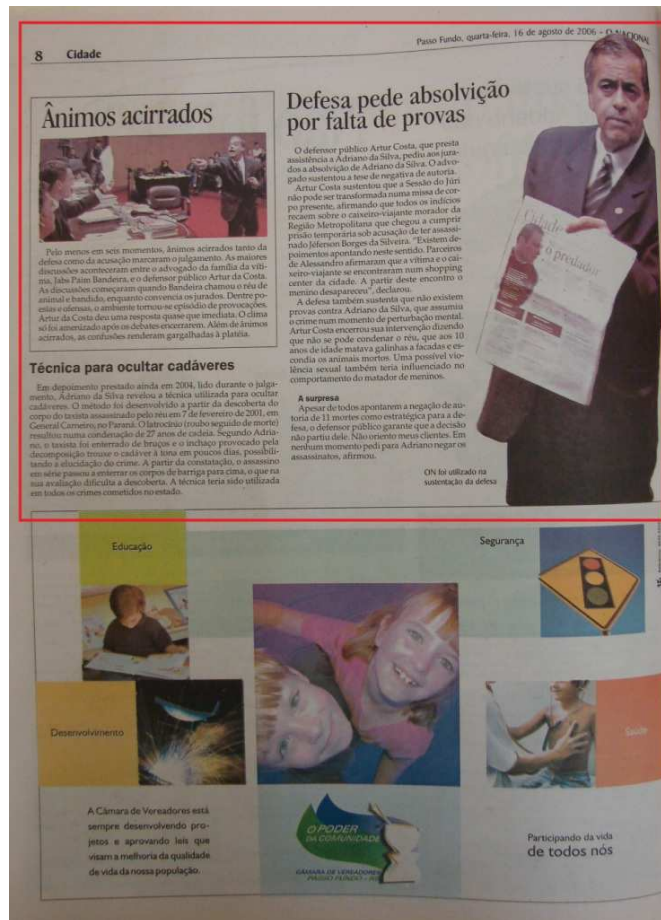 8 Cidade
Passo Fundo, quarta-feira, 16 de agosto de 2006 - O NACIONAL
Ânimos acirrados
Pelo menos em seis momentos, ânimos acirrados tanto da
defesa como da acusação marcaram o julgamento. As maiores
discussões aconteceram entre o advogado da família da víti-
ma, Jabs Paim Bandeira, e o defensor público Artur da Costa.
As discussões começaram quando Bandeira chamou o réu de
animal e bandido, enquanto convencia os jurados. Dentre po-
estas e ofensas, o ambiente tornou-se episódio de provocações.
Artur da Costa deu uma resposta quase que imediata. O clima
só foi amenizado após os debates encerrarem. Além de ânimos
acirrados, as confusões renderam gargalhadas à platéia.
Técnica para ocultar cadáveres
Em depoimento prestado ainda em 2004, lido durante o julga-
mento, Adriano da Silva revelou a técnica utilizada para ocultar
cadáveres. O método foi desenvolvido a partir da descoberta do
corpo do taxista assassinado pelo réu em 7 de fevereiro de 2001, em
General Carneiro, no Paraná. O latrocínio (roubo seguido de morte)
resultou numa condenação de 27 anos de cadeia. Segundo Adria-
no, o taxista foi enterrado de bruços e o inchaço provocado pela
decomposição trouxe o cadáver à tona em poucos dias, possibili-
tando a elucidação do crime. A partir da constatação, o assassino
em série passou a enterrar os corpos de barriga para cima, o que na
sua avaliação dificulta a descoberta. A técnica teria sido utilizada
em todos os crimes cometidos no estado.
Defesa pede absolvição
por falta de provas
O defensor público Artur Costa, que presta
assistência a Adriano da Silva, pediu aos jura-
dos a absolvição de Adriano da Silva. O advo-
gado sustentou a tese de negativa de autoria.
Artur Costa sustentou que a Sessão do Júri
não pode ser transformada numa missa de cor-
po presente, afirmando que todos os indícios
recaem sobre o caixeiro-viajante morador da
Região Metropolitana que chegou a cumprir
prisão temporária sob acusação de ter assassi-
nado Jéferson Borges da Silveira. "Existem de-
poimentos apontando neste sentido. Parceiros
de Alessandro afirmaram que a vítima e o cai-
xeiro-viajante se encontraram num shopping
center da cidade. A partir deste encontro o
menino desapareceu", declarou.
A defesa também sustenta que não existem
provas contra Adriano da Silva, que assumia
o crime num momento de perturbação mental.
Artur Costa encerrou sua intervenção dizendo
que não se pode condenar o réu, que aos 10
anos de idade matava galinhas a facadas e es-
condia os animais mortos. Uma possível vio-
lência sexual também teria influenciado no
comportamento do matador de meninos.
A surpresa
Apesar de todos apontarem a negação de au-
toria de 11 mortes como estratégica para a de-
fesa, o defensor público garante que a decisão
não partiu dele. Não oriento meus clientes. Em
nenhum momento pedi para Adriano negar os
assassinatos, afirmou.
Cidade
o predador
ON foi utilizado na
sustentação da defesa
Educação
Segurança
Desenvolvimento
Saúde
A Câmara de Vereadores está
sempre desenvolvendo pro-
jetos e aprovando leis que
visam a melhoria da qualidade
de vida da nossa população.
O PODER
DA COMUNIDADE
CÂMARA DE VEREADORES
PASSO FUNDO - RS
Participando da vida
de todos nós